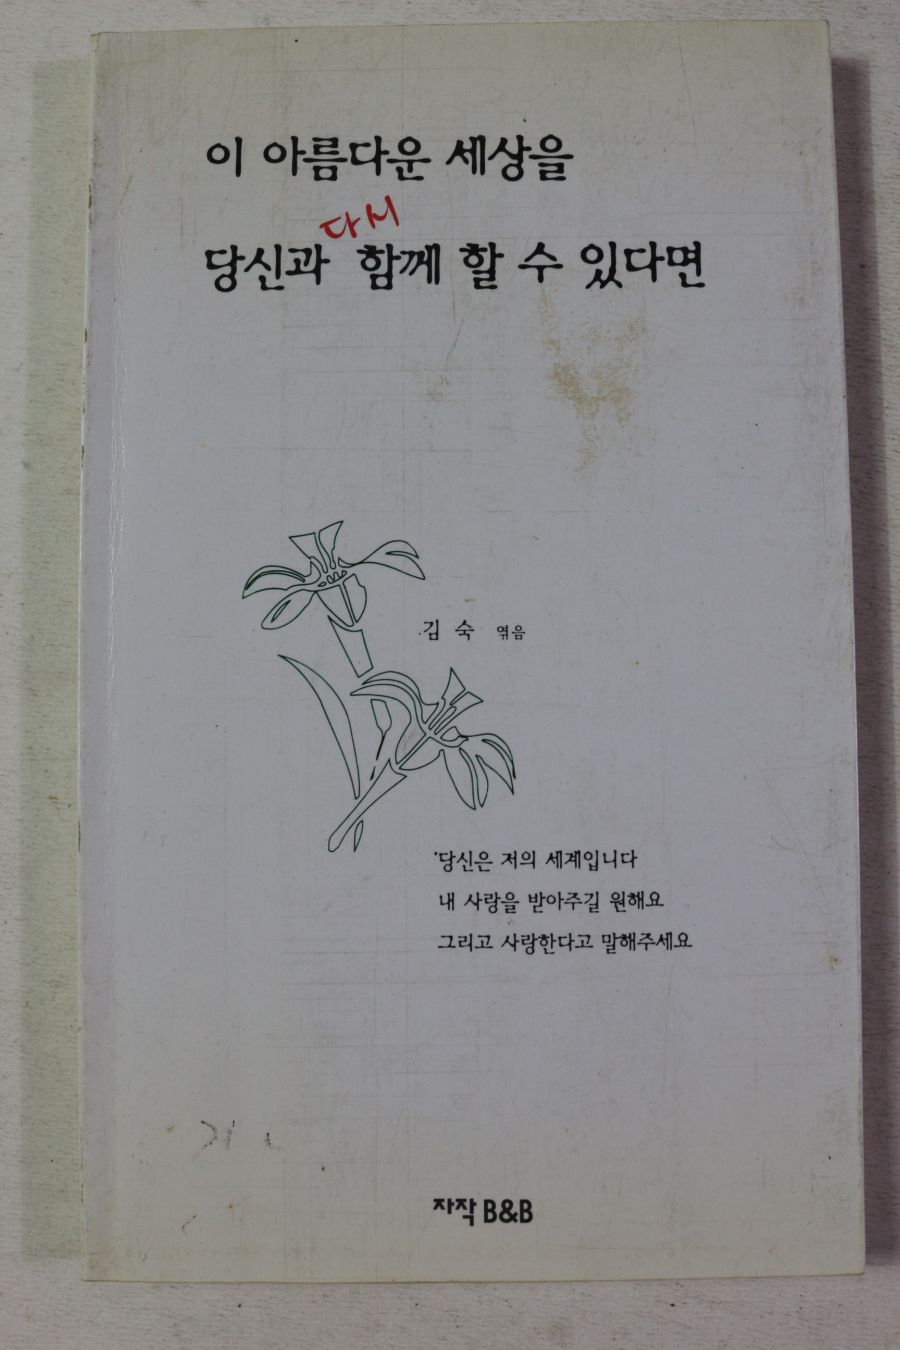 이 아름다운 세상을
다시
당신과 함께 할 수 있다면
김 숙 엮음
당신은 저의 세계입니다
내 사랑을 받아주길 원해요
그리고 사랑한다고 말해주세요
자작 B&B